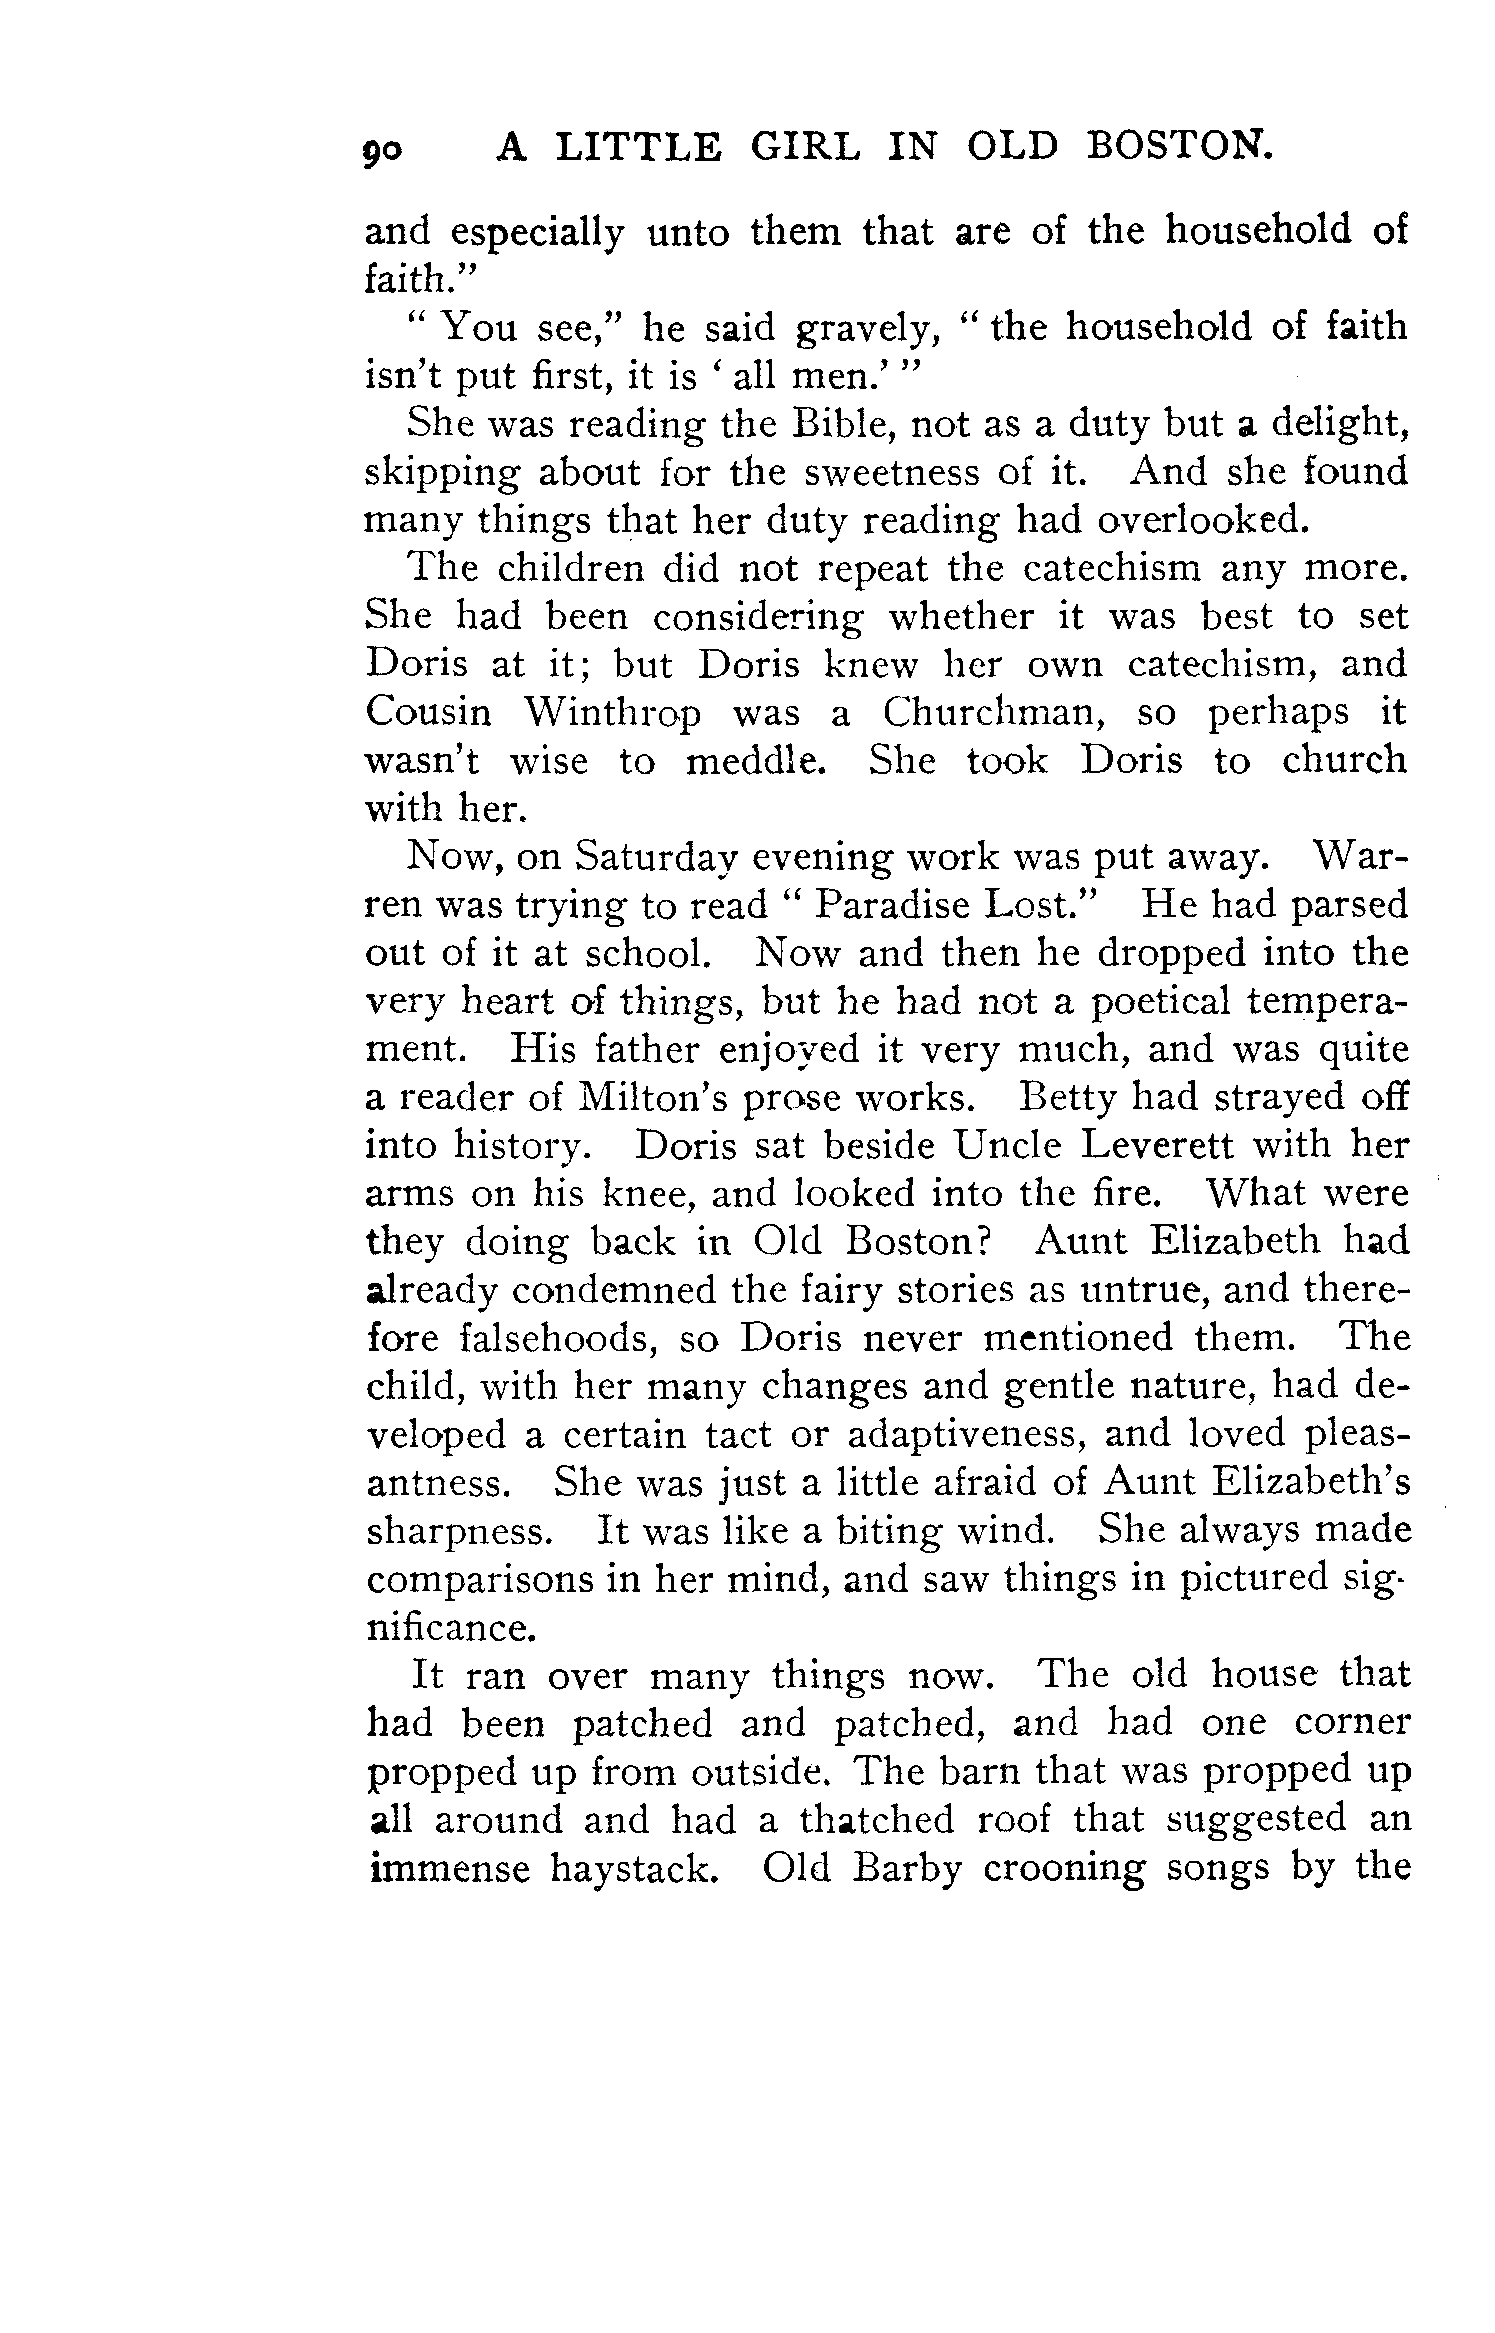 90 A LITTLE GIRL IN OLD BOSTON.
and especially unto them that are of the household of
faith."
" You see," he said gravely, " the household of faith
isn't put first, it is ' all men.' "
She was reading the Bible, not as a duty but a delight,
skipping about for the sweetness of it. And she found
many things that her duty reading had overlooked.
The children did not repeat the catechism any more.
She had been considering whether it was best to set
Doris at it; but Doris knew her own catechism, and
Cousin Winthrop was a Churchman, so perhaps it
wasn't wise to meddle. She took Doris to church
with her.
Now, on Saturday evening work was put away. War-
ren was trying to read " Paradise Lost." He had parsed
out of it at school. Now and then he dropped into the
very heart of things, but he had not a poetical tempera-
ment. His father enjoyed it very much, and was quite
a reader of Milton's prose works. Betty had strayed off
into history. Doris sat beside Uncle Leverett with her
arms on his knee, and looked into the fire. What were
they doing back in Old Boston? Aunt Elizabeth had
already condemned the fairy stories as untrue, and there-
fore falsehoods, so Doris never mentioned them. The
child, with her many changes and gentle nature, had de-
veloped a certain tact or adaptiveness, and loved pleas-
antness. She was just a little afraid of Aunt Elizabeth's
sharpness. It was like a biting wind. She always made
comparisons in her mind, and saw things in pictured sig-
nificance.
It ran over many things now. The old house that
had been patched and patched, and had one corner
propped up from outside. The barn that was propped up
all around and had a thatched roof that suggested an
immense haystack. Old Barby crooning songs by the